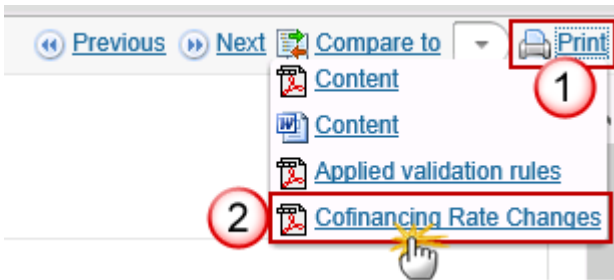 Previous Next Compare to Print
Content
1
Content
Applied validation rules
2 Cofinancing Rate Changes